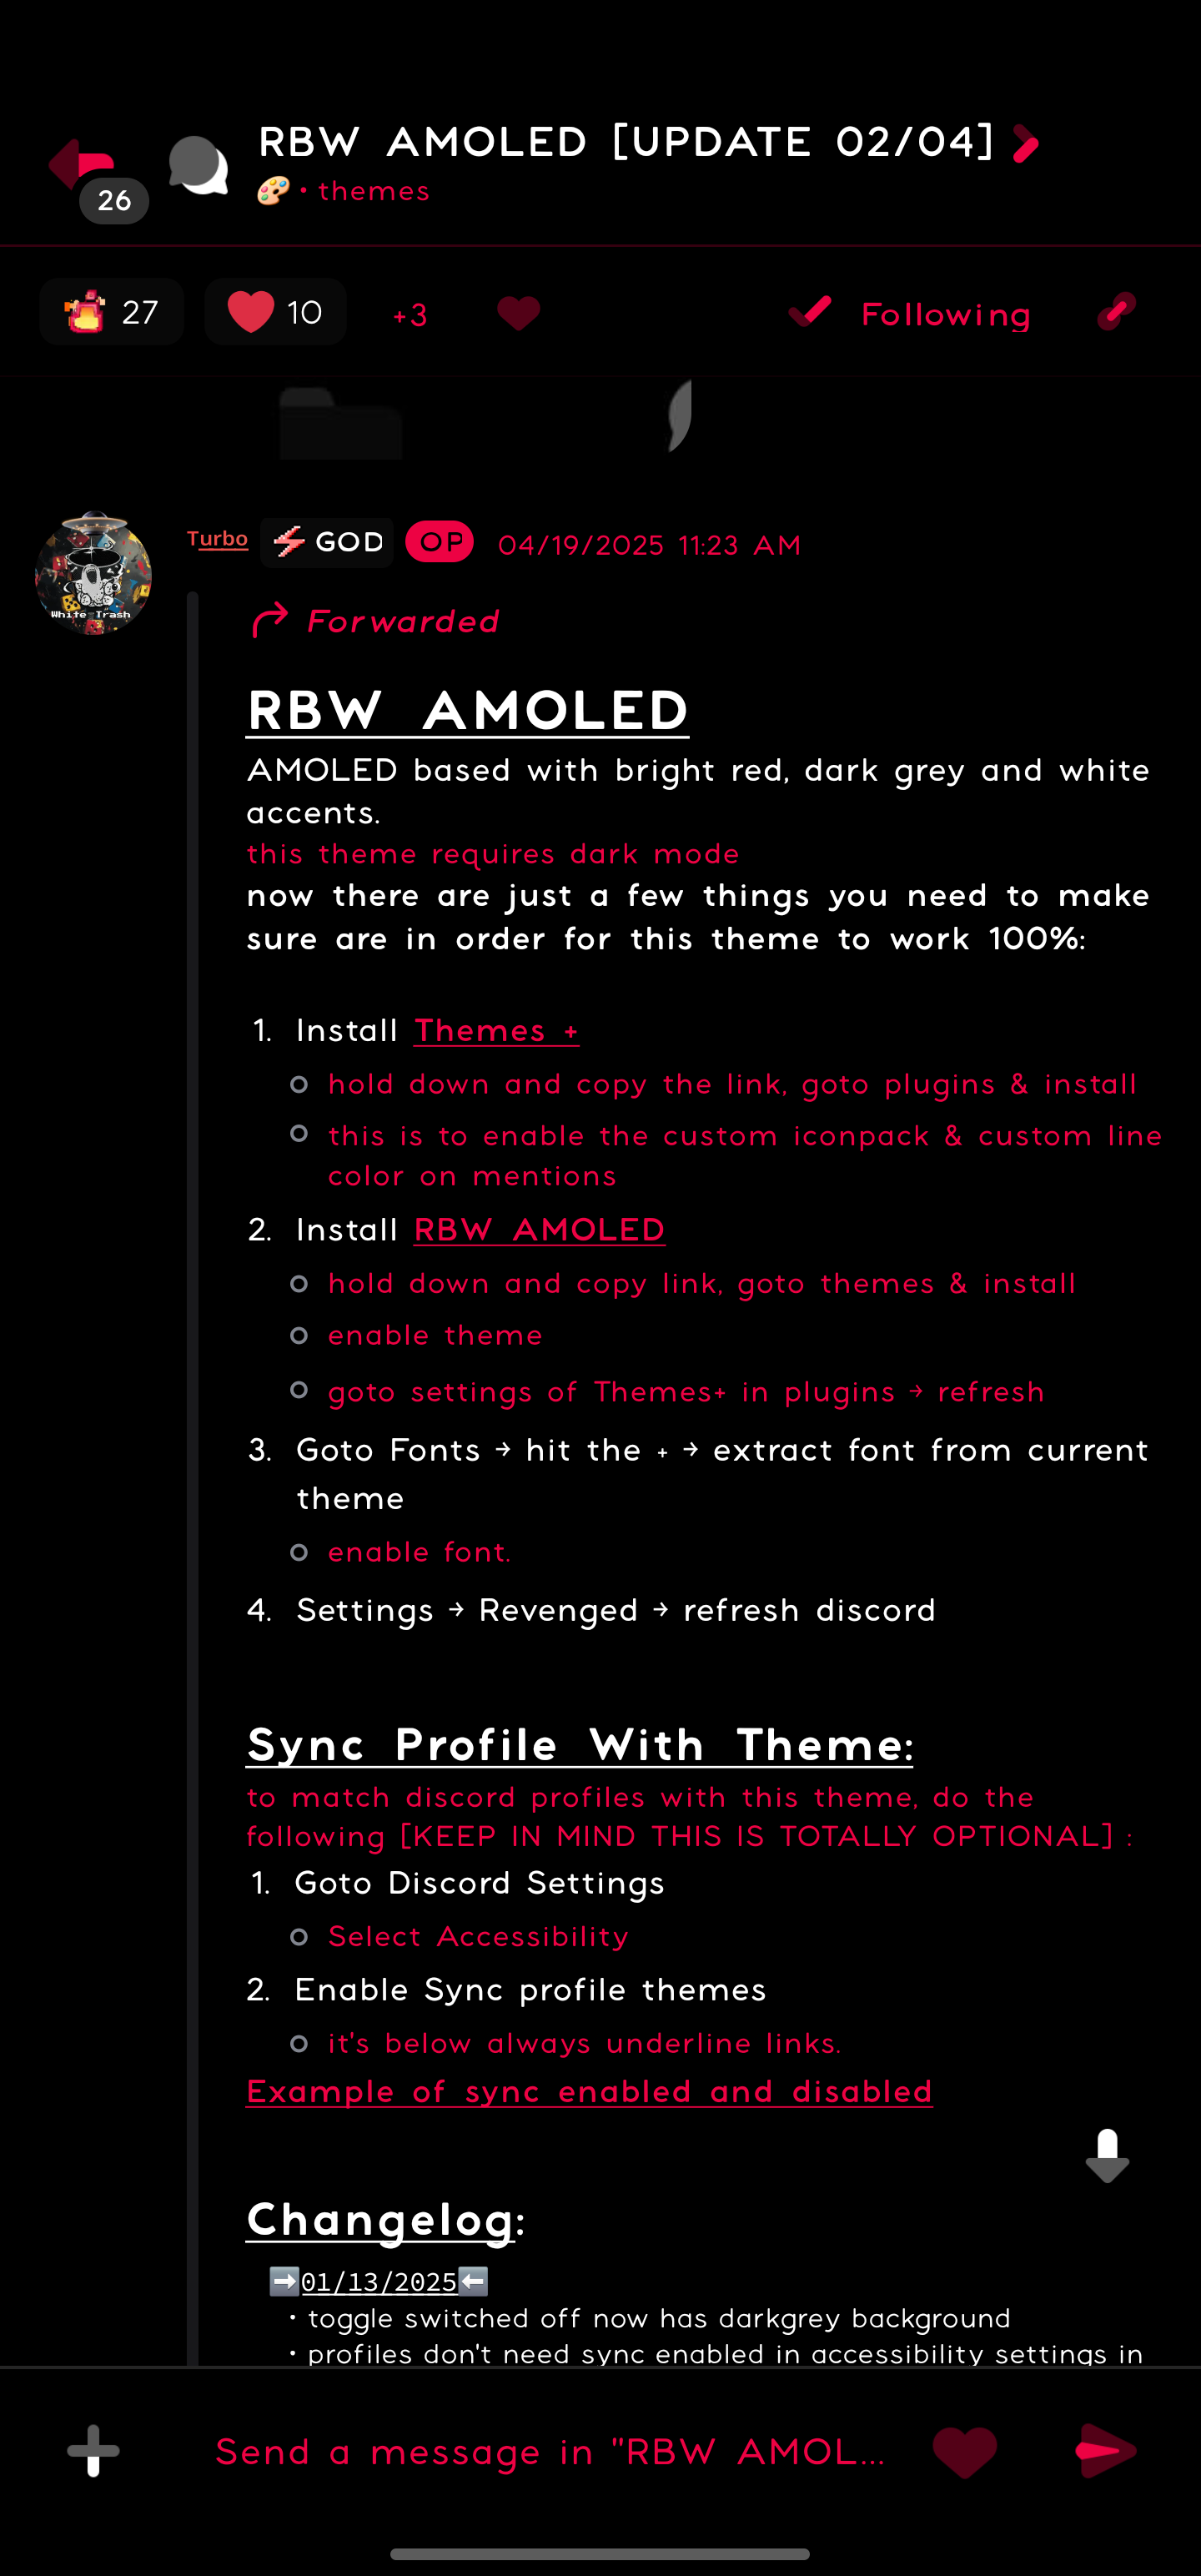 RBW AMOLED [UPDATE 02/04]
26
🎨 • themes
27
10
+3
Following
Turbo GOD OP 04/19/2025 11:23 AM
White Trash
Forwarded
RBW AMOLED
AMOLED based with bright red, dark grey and white
accents.
this theme requires dark mode
now there are just a few things you need to make
sure are in order for this theme to work 100%:
1. Install Themes +
hold down and copy the link, goto plugins & install
this is to enable the custom iconpack & custom line
color on mentions
2. Install RBW AMOLED
hold down and copy link, goto themes & install
enable theme
goto settings of Themes+ in plugins → refresh
3. Goto Fonts → hit the + → extract font from current
theme
enable font.
4. Settings → Revenged → refresh discord
Sync Profile With Theme:
to match discord profiles with this theme, do the
following [KEEP IN MIND THIS IS TOTALLY OPTIONAL] :
1. Goto Discord Settings
Select Accessibility
2. Enable Sync profile themes
it's below always underline links.
Example of sync enabled and disabled
Changelog:
➡️01/13/2025⬅️
• toggle switched off now has darkgrey background
• profiles don't need sync enabled in accessibility settings in
Send a message in "RBW AMOL...